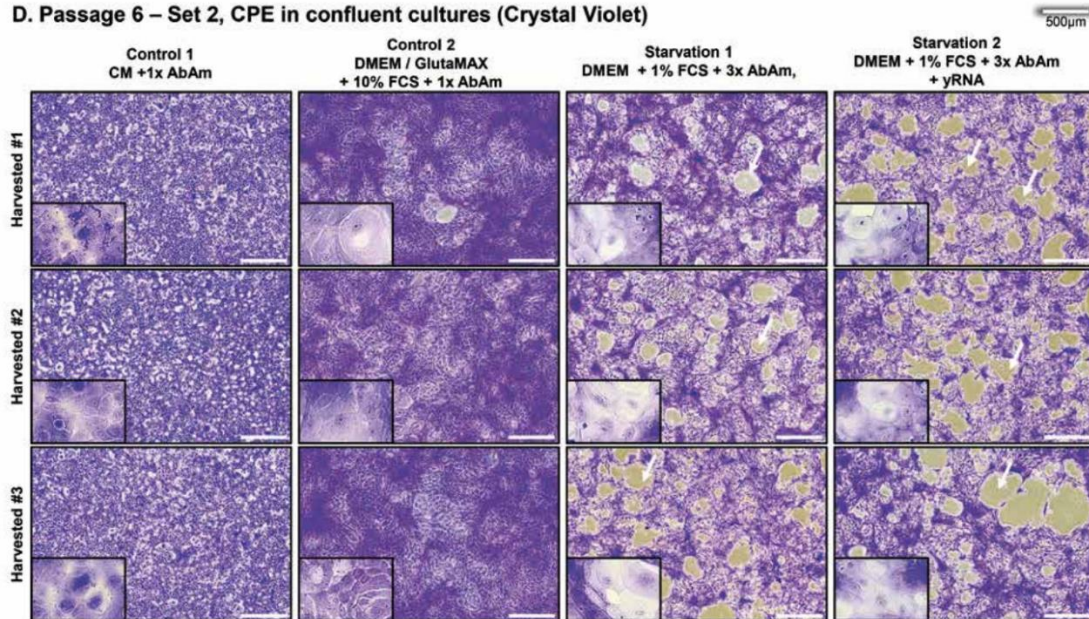 D. Passage 6 – Set 2, CPE in confluent cultures (Crystal Violet)
500µm
Control 1
CM +1x AbAm
Control 2
DMEM / GlutaMAX
+ 10% FCS + 1x AbAm
Starvation 1
DMEM + 1% FCS + 3x AbAm,
Starvation 2
DMEM + 1% FCS + 3x AbAm
+ yRNA
Harvested #1
Harvested #2
Harvested #3